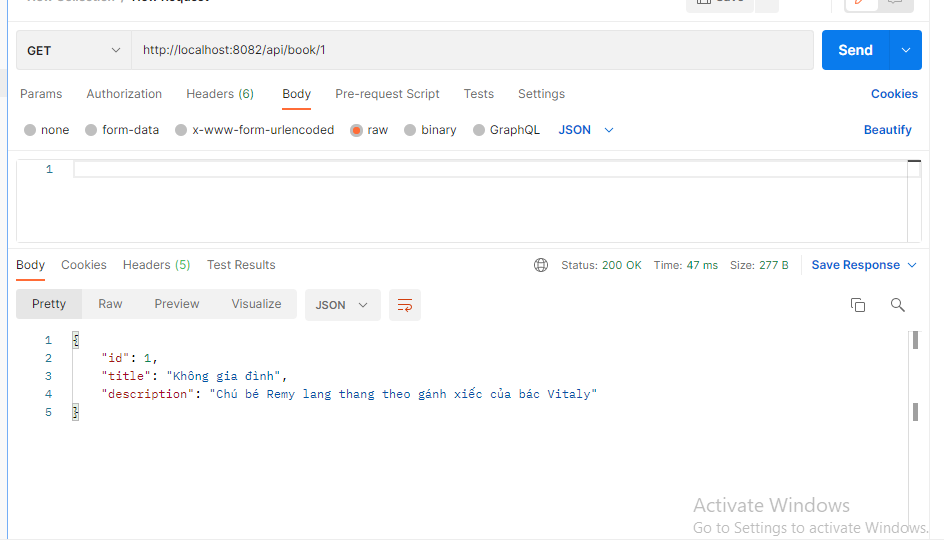 GET http://localhost:8082/api/book/1 Send
Params Authorization Headers (6) Body Pre-request Script Tests Settings Cookies
none form-data x-www-form-urlencoded raw binary GraphQL JSON Beautify
1
Body Cookies Headers (5) Test Results Status: 200 OK Time: 47 ms Size: 277 B Save Response
Pretty Raw Preview Visualize JSON
1 {
2 "id": 1,
3 "title": "Không gia đình",
4 "description": "Chú bé Remy lang thang theo gánh xiếc của bác Vitaly"
5 }
Activate Windows
Go to Settings to activate Windows.